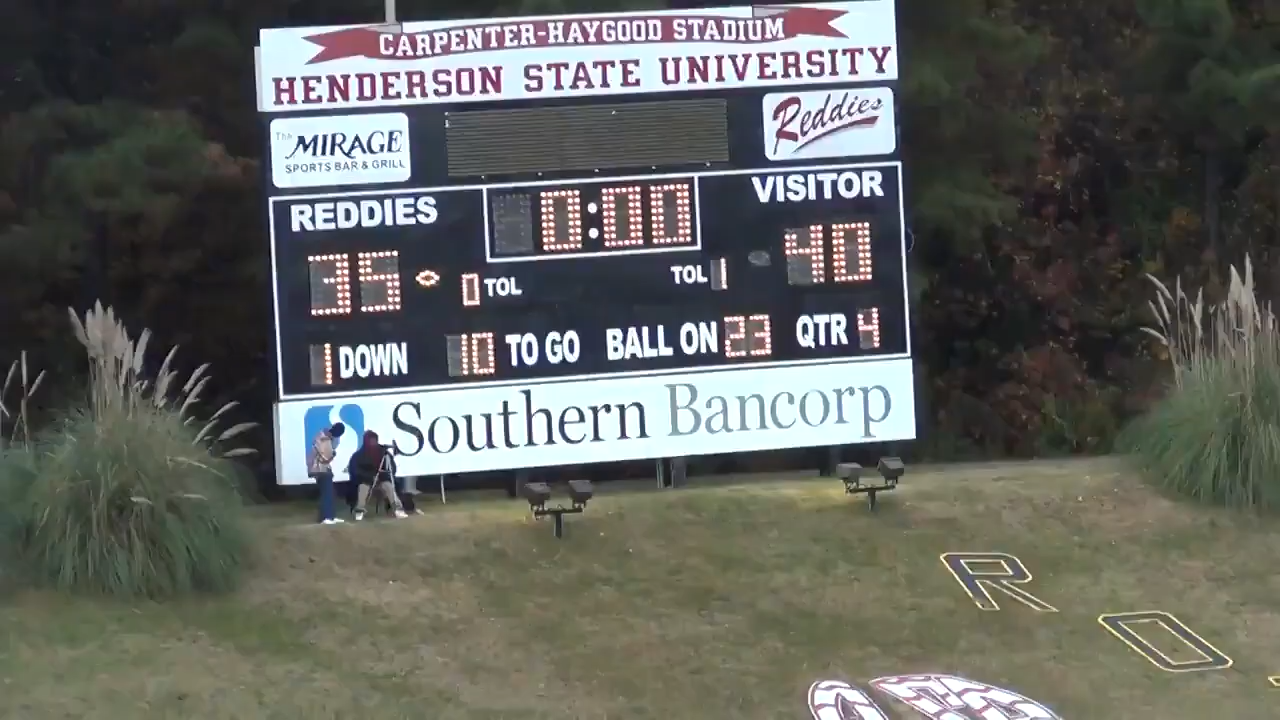 CARPENTER-HAYGOOD STADIUM
HENDERSON STATE UNIVERSITY
The MIRAGE
SPORTS BAR & GRILL
Reddies
REDDIES
0:00
VISITOR
35
0 TOL
TOL 1
40
1 DOWN
10 TO GO
BALL ON 23
QTR 4
Southern Bancorp
R
O